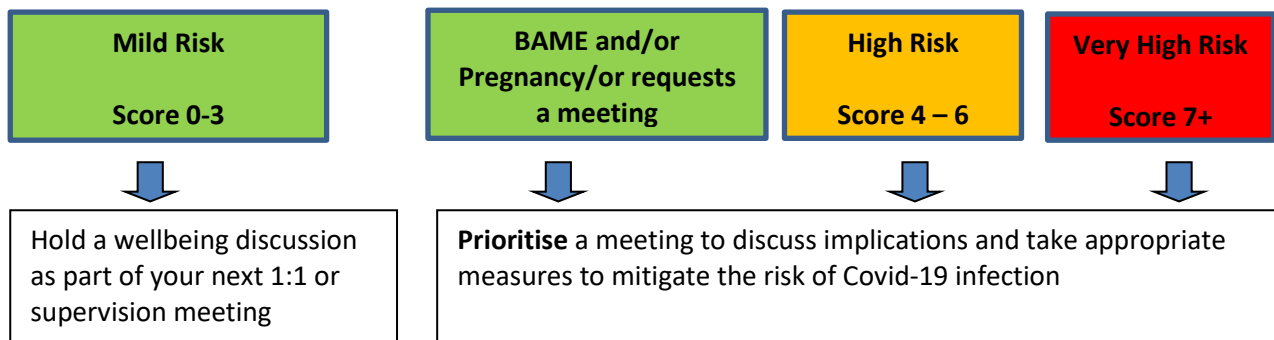 Mild Risk
Score 0-3
BAME and/or
Pregnancy/or requests
a meeting
High Risk
Score 4 – 6
Very High Risk
Score 7+
Hold a wellbeing discussion
as part of your next 1:1 or
supervision meeting
Prioritise a meeting to discuss implications and take appropriate
measures to mitigate the risk of Covid-19 infection